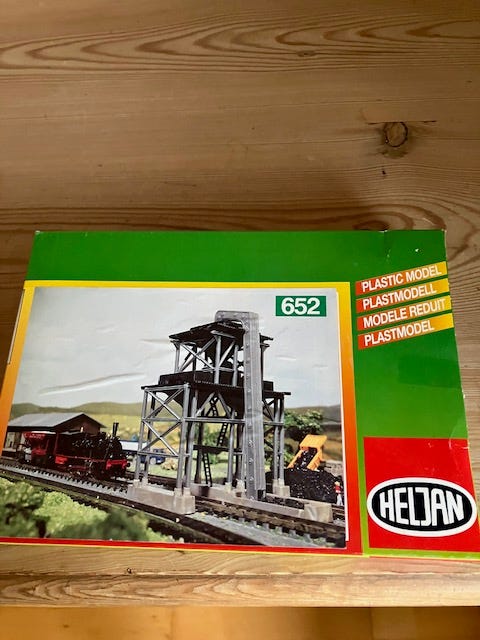 652
PLASTIC MODEL
PLASTMODELL
MODELE REDUIT
PLASTMODEL
HELJAN